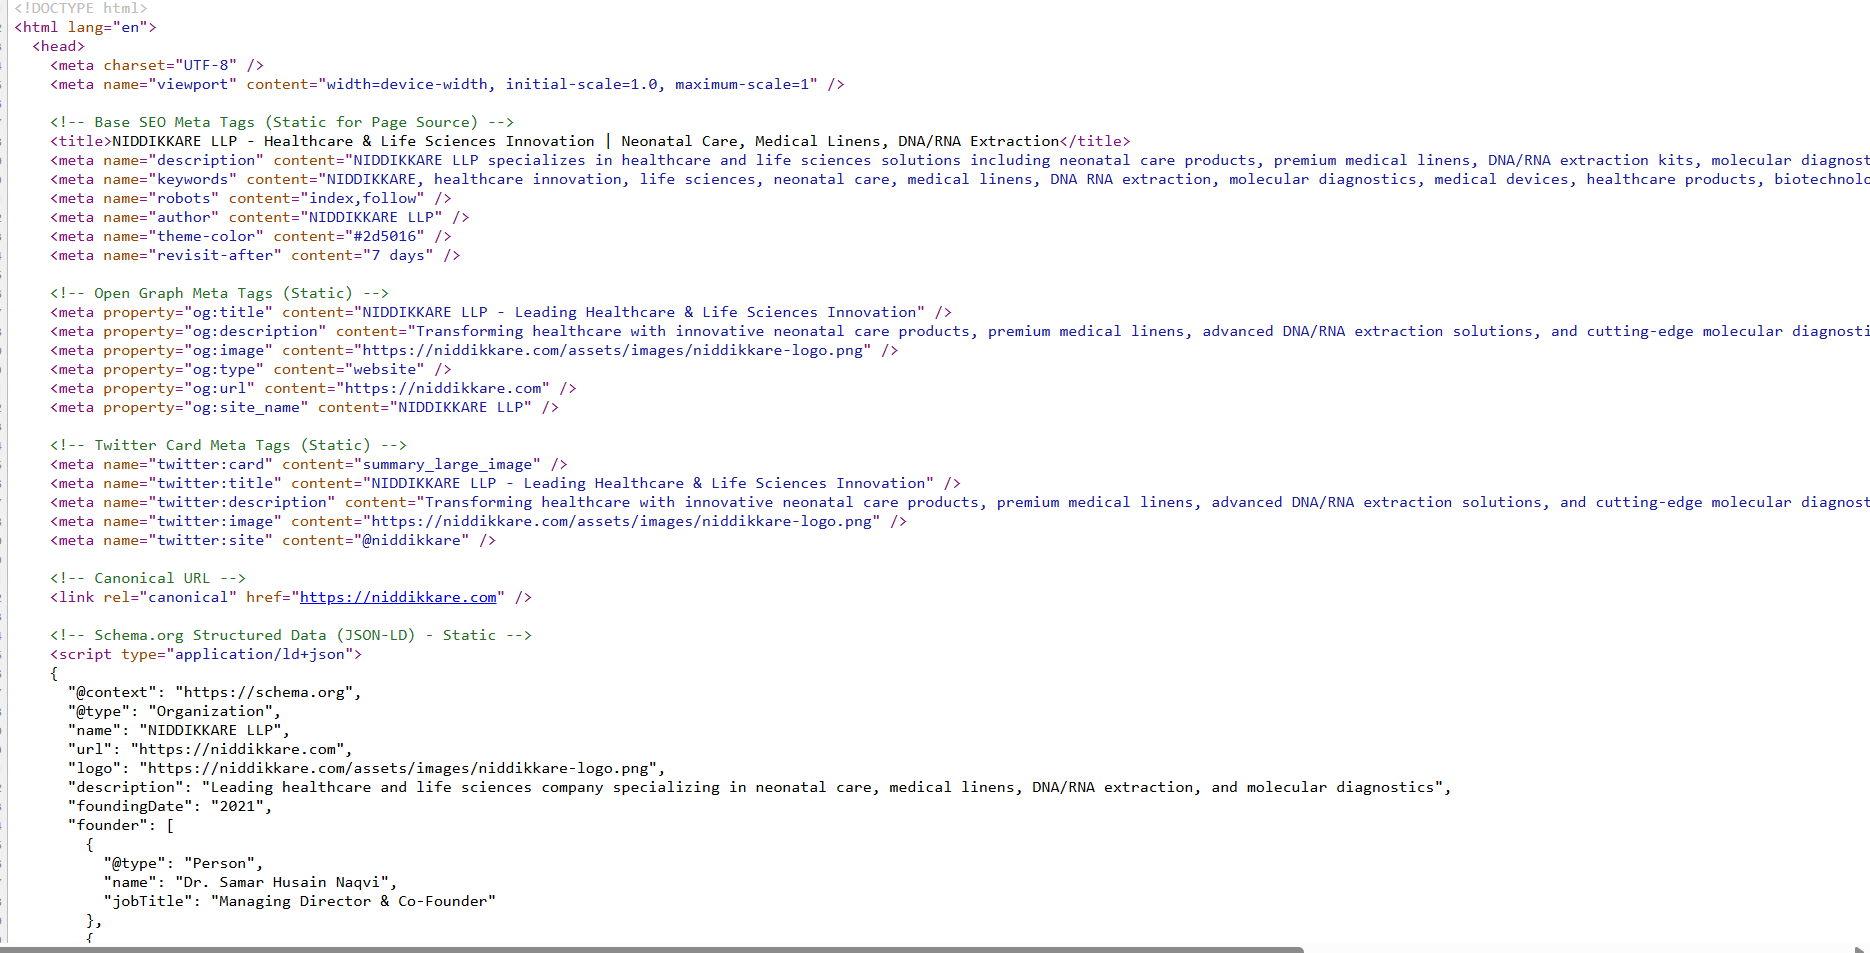 <!DOCTYPE html>
<html lang="en">
<head>
<meta charset="UTF-8" />
<meta name="viewport" content="width=device-width, initial-scale=1.0, maximum-scale=1" />
<!-- Base SEO Meta Tags (Static for Page Source) -->
<title>NIDDIKKARE LLP - Healthcare & Life Sciences Innovation | Neonatal Care, Medical Linens, DNA/RNA Extraction</title>
<meta name="description" content="NIDDIKKARE LLP specializes in healthcare and life sciences solutions including neonatal care products, premium medical linens, DNA/RNA extraction kits, molecular diagnost
<meta name="keywords" content="NIDDIKKARE, healthcare innovation, life sciences, neonatal care, medical linens, DNA RNA extraction, molecular diagnostics, medical devices, healthcare products, biotechnolo
<meta name="robots" content="index,follow" />
<meta name="author" content="NIDDIKKARE LLP" />
<meta name="theme-color" content="#2d5016" />
<meta name="revisit-after" content="7 days" />
<!-- Open Graph Meta Tags (Static) -->
<meta property="og:title" content="NIDDIKKARE LLP - Leading Healthcare & Life Sciences Innovation" />
<meta property="og:description" content="Transforming healthcare with innovative neonatal care products, premium medical linens, advanced DNA/RNA extraction solutions, and cutting-edge molecular diagnosti
<meta property="og:image" content="https://niddikkare.com/assets/images/niddikkare-logo.png" />
<meta property="og:type" content="website" />
<meta property="og:url" content="https://niddikkare.com" />
<meta property="og:site_name" content="NIDDIKKARE LLP" />
<!-- Twitter Card Meta Tags (Static) -->
<meta name="twitter:card" content="summary_large_image" />
<meta name="twitter:title" content="NIDDIKKARE LLP - Leading Healthcare & Life Sciences Innovation" />
<meta name="twitter:description" content="Transforming healthcare with innovative neonatal care products, premium medical linens, advanced DNA/RNA extraction solutions, and cutting-edge molecular diagnost
<meta name="twitter:image" content="https://niddikkare.com/assets/images/niddikkare-logo.png" />
<meta name="twitter:site" content="@niddikkare" />
<!-- Canonical URL -->
<link rel="canonical" href="https://niddikkare.com" />
<!-- Schema.org Structured Data (JSON-LD) - Static -->
<script type="application/ld+json">
{
"@context": "https://schema.org",
"@type": "Organization",
"name": "NIDDIKKARE LLP",
"url": "https://niddikkare.com",
"logo": "https://niddikkare.com/assets/images/niddikkare-logo.png",
"description": "Leading healthcare and life sciences company specializing in neonatal care, medical linens, DNA/RNA extraction, and molecular diagnostics",
"foundingDate": "2021",
"founder": [
{
"@type": "Person",
"name": "Dr. Samar Husain Naqvi",
"jobTitle": "Managing Director & Co-Founder"
},
{